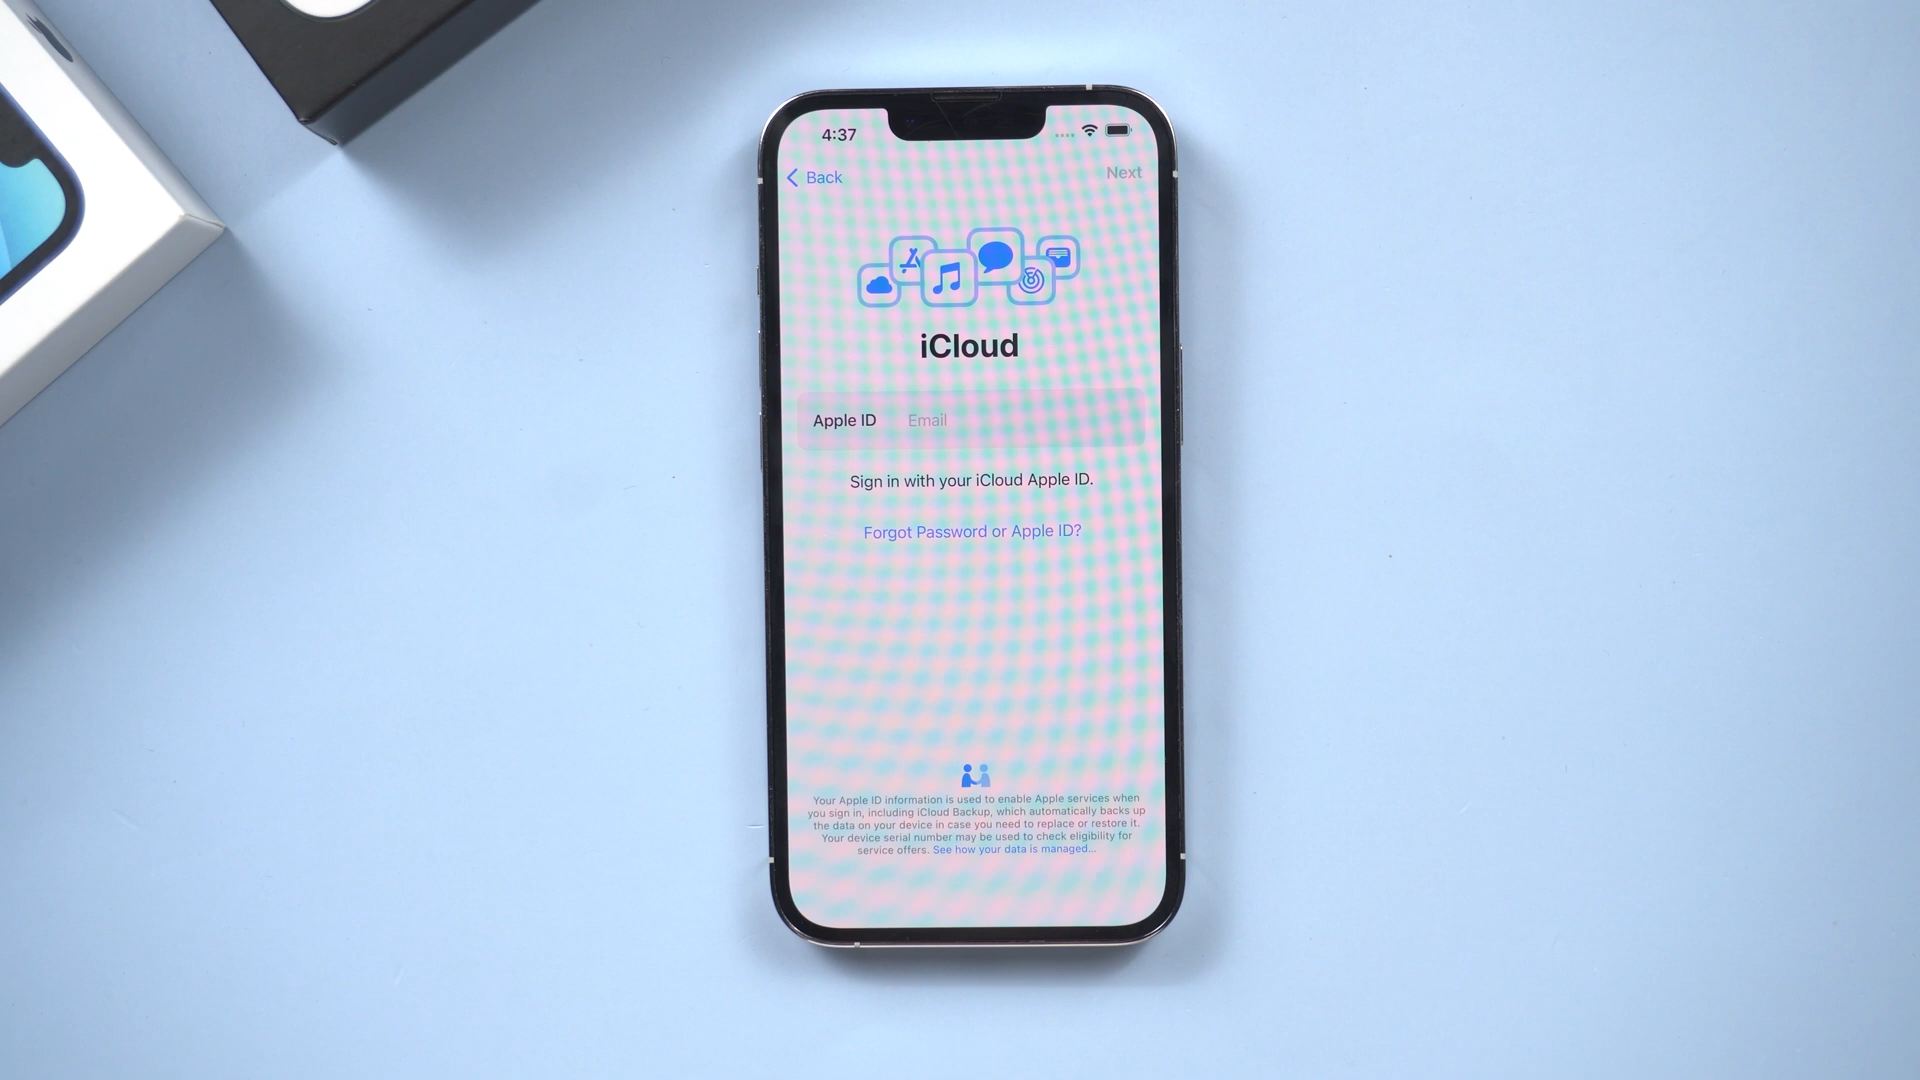 4:37
Back
Next
iCloud
Apple ID Email
Sign in with your iCloud Apple ID.
Forgot Password or Apple ID?
Your Apple ID information is used to enable Apple services when
you sign in, including iCloud Backup, which automatically backs up
the data on your device in case you need to replace or restore it.
Your device serial number may be used to check eligibility for
service offers. See how your data is managed...